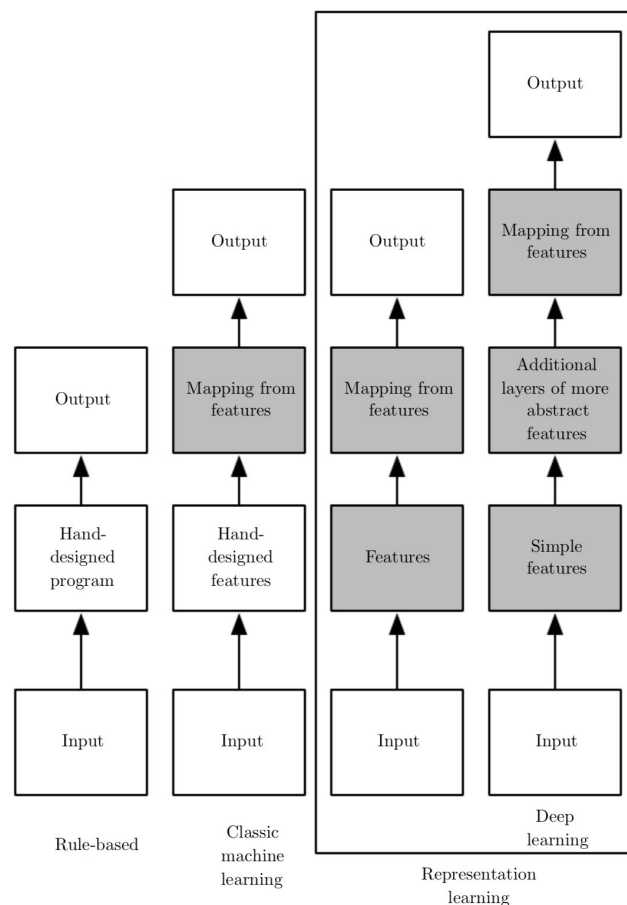 Output
Output
Output
Mapping from
features
Output
Mapping from
features
Mapping from
features
Additional
layers of more
abstract
features
Hand-
designed
program
Hand-
designed
features
Features
Simple
features
Input
Input
Input
Input
Rule-based
Classic
machine
learning
Deep
learning
Representation
learning